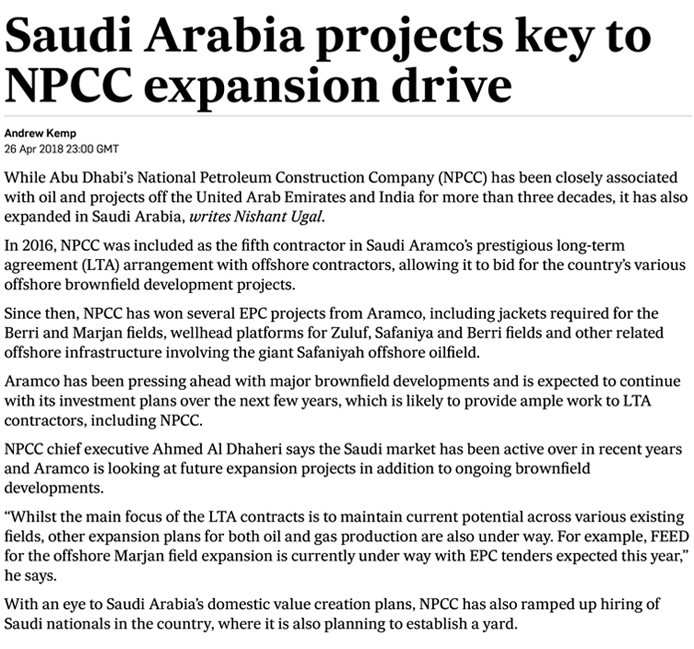 Saudi Arabia projects key to
NPCC expansion drive
Andrew Kemp
26 Apr 2018 23:00 GMT
While Abu Dhabi's National Petroleum Construction Company (NPCC) has been closely associated
with oil and projects off the United Arab Emirates and India for more than three decades, it has also
expanded in Saudi Arabia, writes Nishant Ugal.
In 2016, NPCC was included as the fifth contractor in Saudi Aramco's prestigious long-term
agreement (LTA) arrangement with offshore contractors, allowing it to bid for the country's various
offshore brownfield development projects.
Since then, NPCC has won several EPC projects from Aramco, including jackets required for the
Berri and Marjan fields, wellhead platforms for Zuluf, Safaniya and Berri fields and other related
offshore infrastructure involving the giant Safaniyah offshore oilfield.
Aramco has been pressing ahead with major brownfield developments and is expected to continue
with its investment plans over the next few years, which is likely to provide ample work to LTA
contractors, including NPCC.
NPCC chief executive Ahmed Al Dhaheri says the Saudi market has been active over in recent years
and Aramco is looking at future expansion projects in addition to ongoing brownfield
developments.
“Whilst the main focus of the LTA contracts is to maintain current potential across various existing
fields, other expansion plans for both oil and gas production are also under way. For example, FEED
for the offshore Marjan field expansion is currently under way with EPC tenders expected this year,”
he says.
With an eye to Saudi Arabia's domestic value creation plans, NPCC has also ramped up hiring of
Saudi nationals in the country, where it is also planning to establish a yard.